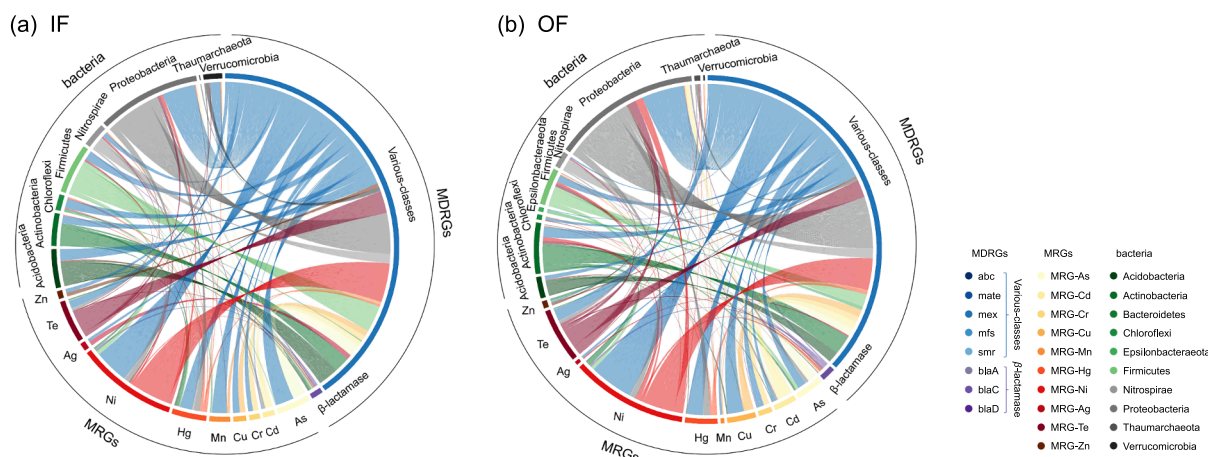 (a) IF
bacteria
Proteobacteria
Thaumarchaeota
Verrucomicrobia
Nitrospirae
Firmicutes
Chloroflexi
Actinobacteria
Acidobacteria
Zn
Te
Ag
Ni
MRGs
Hg
Mn
Cu
Cr
Cd
As
β-lactamase
Various-classes
MDRGs
(b) OF
bacteria
Proteobacteria
Thaumarchaeota
Verrucomicrobia
Nitrospirae
Firmicutes
Epsilonbacteraeota
Chloroflexi
Actinobacteria
Acidobacteria
Zn
Te
Ag
Ni
MRGs
Hg
Mn
Cu
Cr
Cd
As
β-lactamase
Various-classes
MDRGs
MDRGs
abc
mate
mex
mfs
smr
Various-classes
blaA
blaC
blaD
β-lactamase
MRGs
MRG-As
MRG-Cd
MRG-Cr
MRG-Cu
MRG-Mn
MRG-Hg
MRG-Ni
MRG-Ag
MRG-Te
MRG-Zn
bacteria
Acidobacteria
Actinobacteria
Bacteroidetes
Chloroflexi
Epsilonbacteraeota
Firmicutes
Nitrospirae
Proteobacteria
Thaumarchaeota
Verrucomicrobia